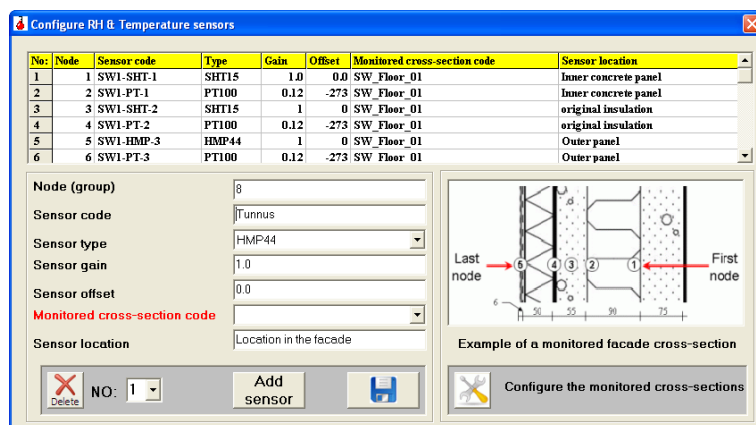 Configure RH & Temperature sensors
No: Node Sensor code Type Gain Offset Monitored cross-section code Sensor location
1 1 SW1-SHT-1 SHT15 1.0 0.0 SW_Floor_01 Inner concrete panel
2 2 SW1-PT-1 PT100 0.12 -273 SW_Floor_01 Inner concrete panel
3 3 SW1-SHT-2 SHT15 1 0 SW_Floor_01 original insulation
4 4 SW1-PT-2 PT100 0.12 -273 SW_Floor_01 original insulation
5 5 SW1-HMP-3 HMP44 1 0 SW_Floor_01 Outer panel
6 6 SW1-PT-3 PT100 0.12 -273 SW Floor 01 Outer panel
Node (group) 8
Sensor code Tunnus
Sensor type HMP44
Sensor gain 1.0
Sensor offset 0.0
Monitored cross-section code
Sensor location Location in the facade
Delete NO: 1 Add sensor
Last node 5 4 3 2 1 First node
6 50 55 90 75
Example of a monitored facade cross-section
Configure the monitored cross-sections